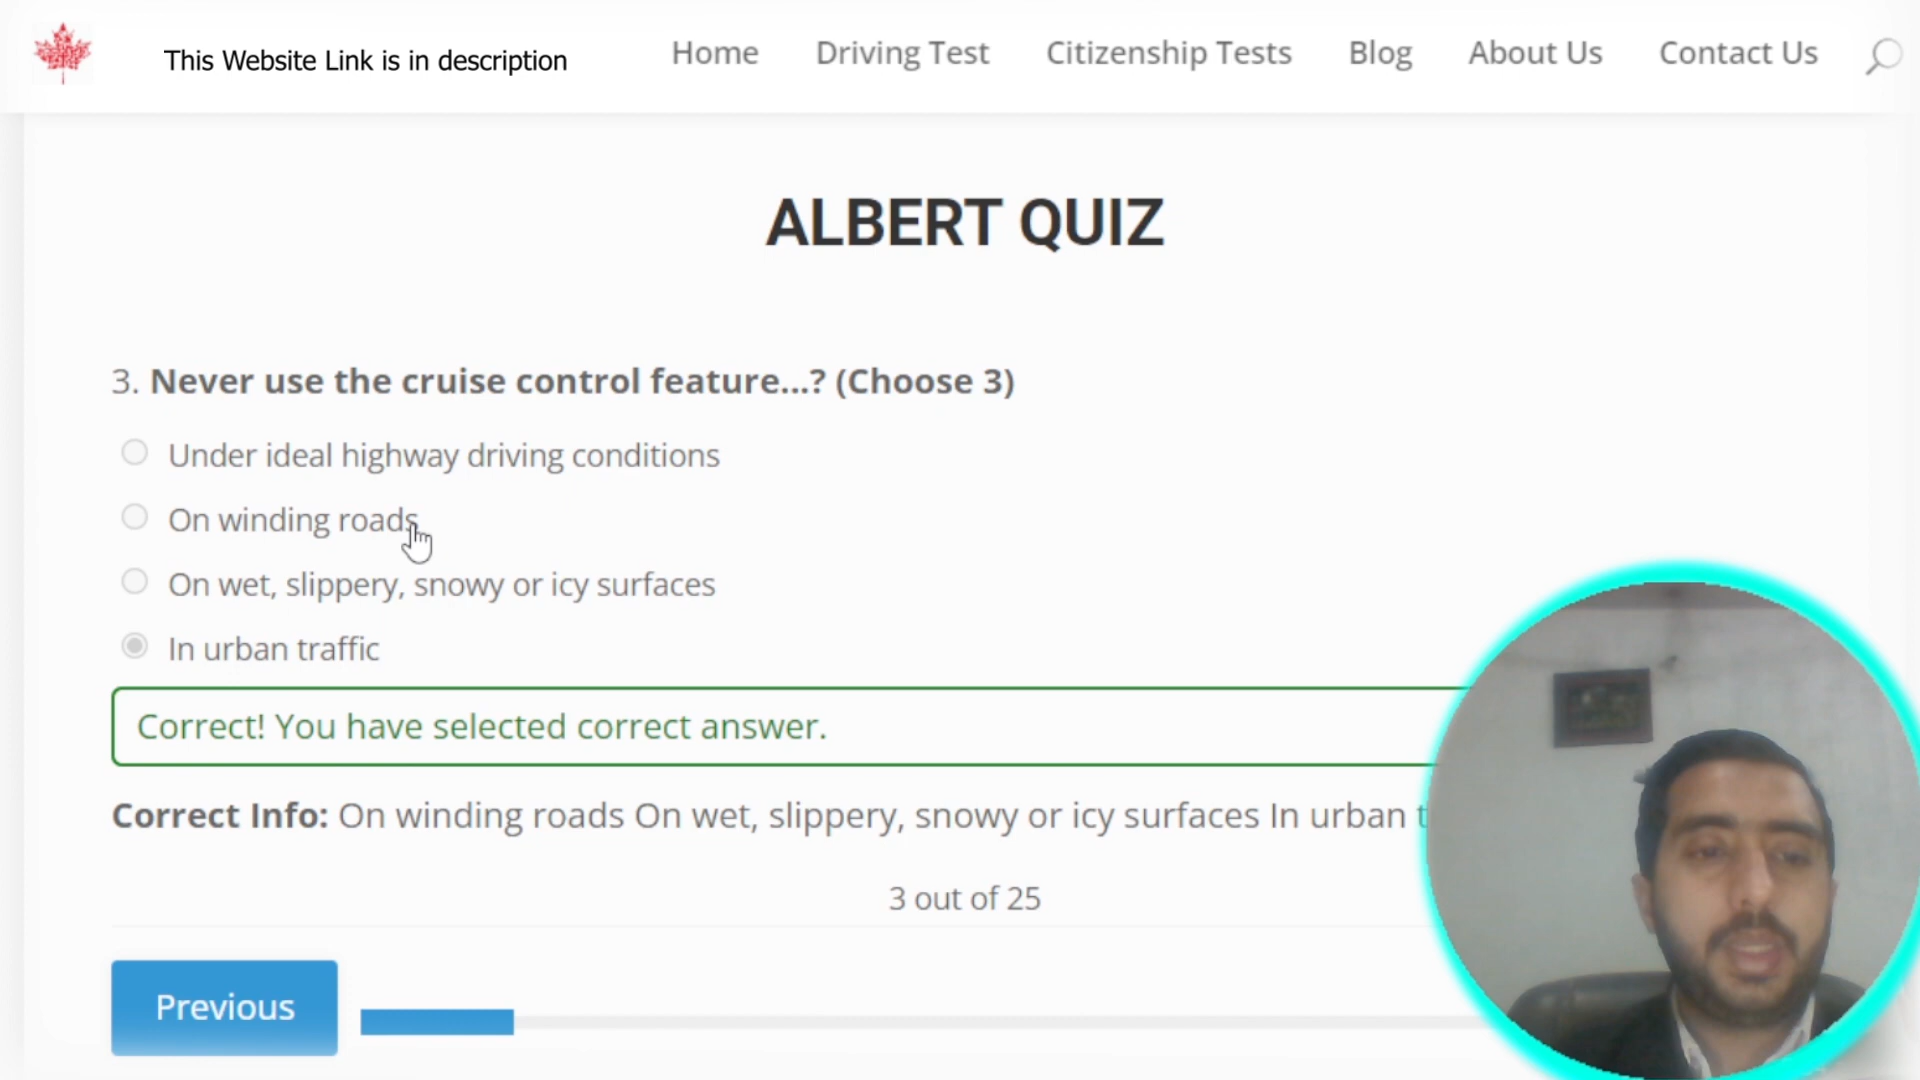 This Website Link is in description
Home Driving Test Citizenship Tests Blog About Us Contact Us
ALBERT QUIZ
3. Never use the cruise control feature...? (Choose 3)
Under ideal highway driving conditions
On winding roads
On wet, slippery, snowy or icy surfaces
In urban traffic
Correct! You have selected correct answer.
Correct Info: On winding roads On wet, slippery, snowy or icy surfaces In urban
3 out of 25
Previous